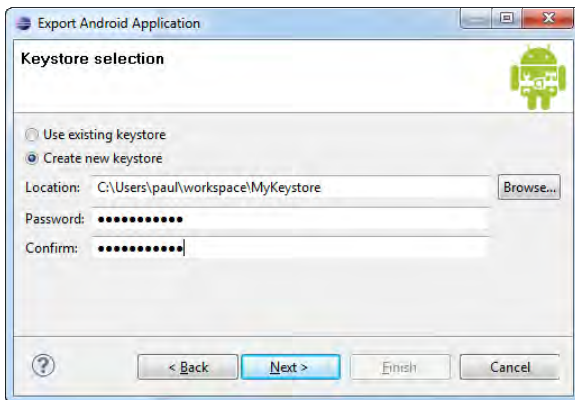 Export Android Application
Keystore selection
Use existing keystore
Create new keystore
Location: C:\Users\paul\workspace\MyKeystore Browse...
Password: ●●●●●●●●●●●
Confirm: ●●●●●●●●●●●
? < Back Next > Finish Cancel